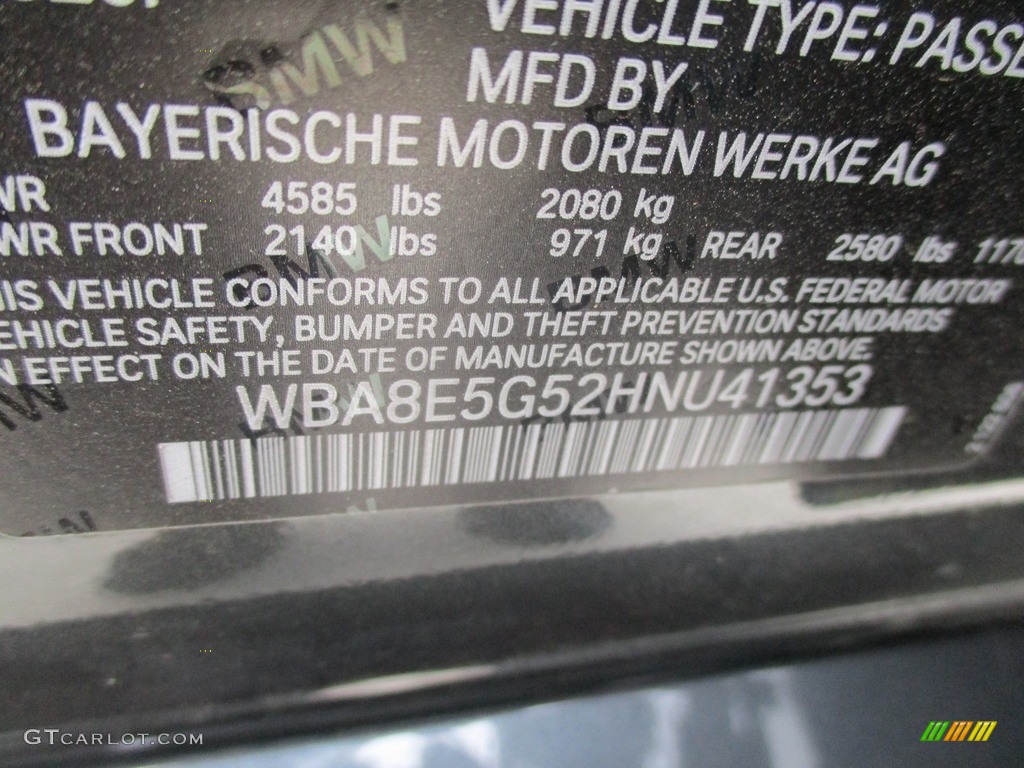 VEHICLE TYPE: PASSE
MFD BY
BAYERISCHE MOTOREN WERKE AG
WR 4585 lbs 2080 kg
WR FRONT 2140 lbs 971 kg REAR 2580 lbs 1170
IS VEHICLE CONFORMS TO ALL APPLICABLE U.S. FEDERAL MOTOR
EHICLE SAFETY, BUMPER AND THEFT PREVENTION STANDARDS
N EFFECT ON THE DATE OF MANUFACTURE SHOWN ABOVE.
WBA8E5G52HNU41353
GTCARLOT.COM